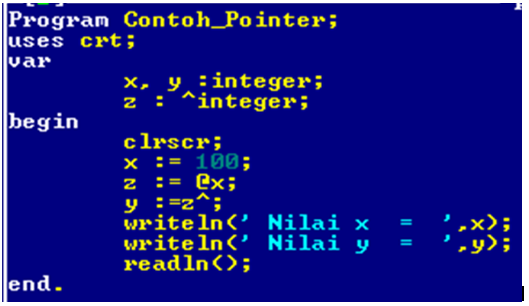 Program Contoh_Pointer;
uses crt;
var
x, y :integer;
z : ^integer;
begin
clrscr;
x := 100;
z := @x;
y :=z^;
writeln(' Nilai x  =  ',x);
writeln(' Nilai y  =  ',y);
readln();
end.